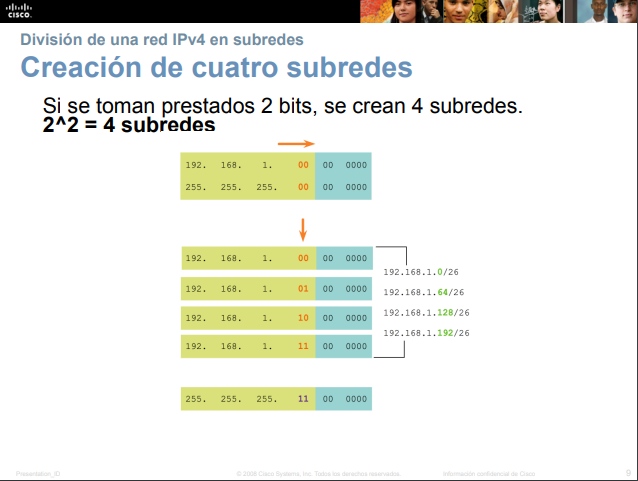 CISCO.
División de una red IPv4 en subredes
Creación de cuatro subredes
Si se toman prestados 2 bits, se crean 4 subredes.
2^2 = 4 subredes
192. 168. 1. 00 00 0000
255. 255. 255. 00 00 0000
192. 168. 1. 00 00 0000
192. 168. 1. 01 00 0000
192. 168. 1. 10 00 0000
192. 168. 1. 11 00 0000
192.168.1.0/26
192.168.1.64/26
192.168.1.128/26
192.168.1.192/26
255. 255. 255. 11 00 0000
Presentation_ID
© 2008 Cisco Systems, Inc. Todos los derechos reservados.
Información confidencial de Cisco
9